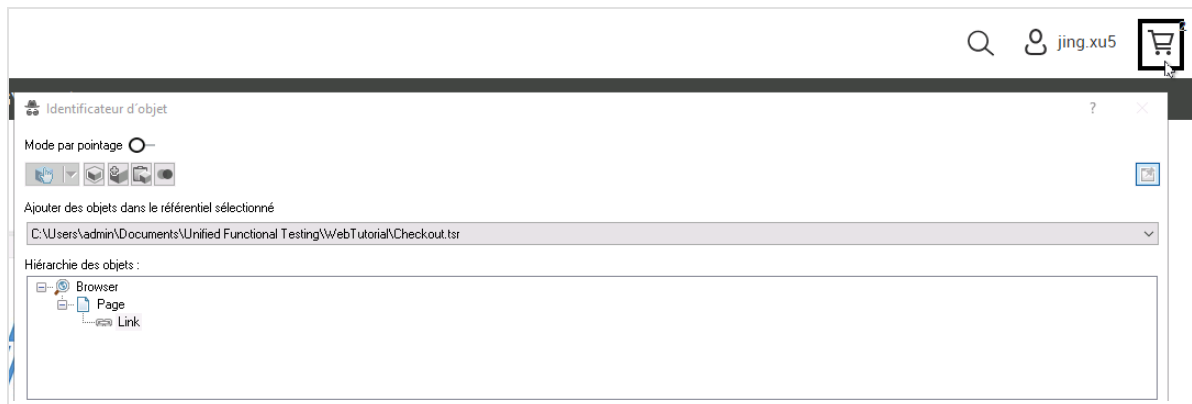 jing.xu5
Identificateur d'objet ?
Mode par pointage
Ajouter des objets dans le référentiel sélectionné
C:\Users\admin\Documents\Unified Functional Testing\WebTutorial\Checkout.tsr
Hiérarchie des objets :
Browser
Page
Link